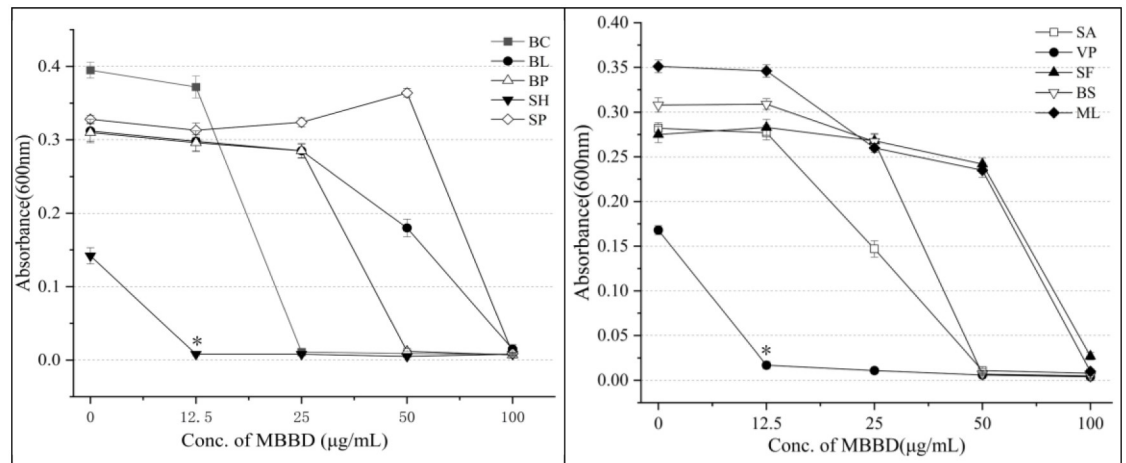 BC
BL
BP
SH
SP
0.4
0.3
0.2
0.1
0.0
Absorbance(600nm)
*
0
12.5
25
50
100
Conc. of MBBD (μg/mL)
SA
VP
SF
BS
ML
0.40
0.35
0.30
0.25
0.20
0.15
0.10
0.05
0.00
Absorbance(600nm)
*
0
12.5
25
50
100
Conc. of MBBD(μg/mL)